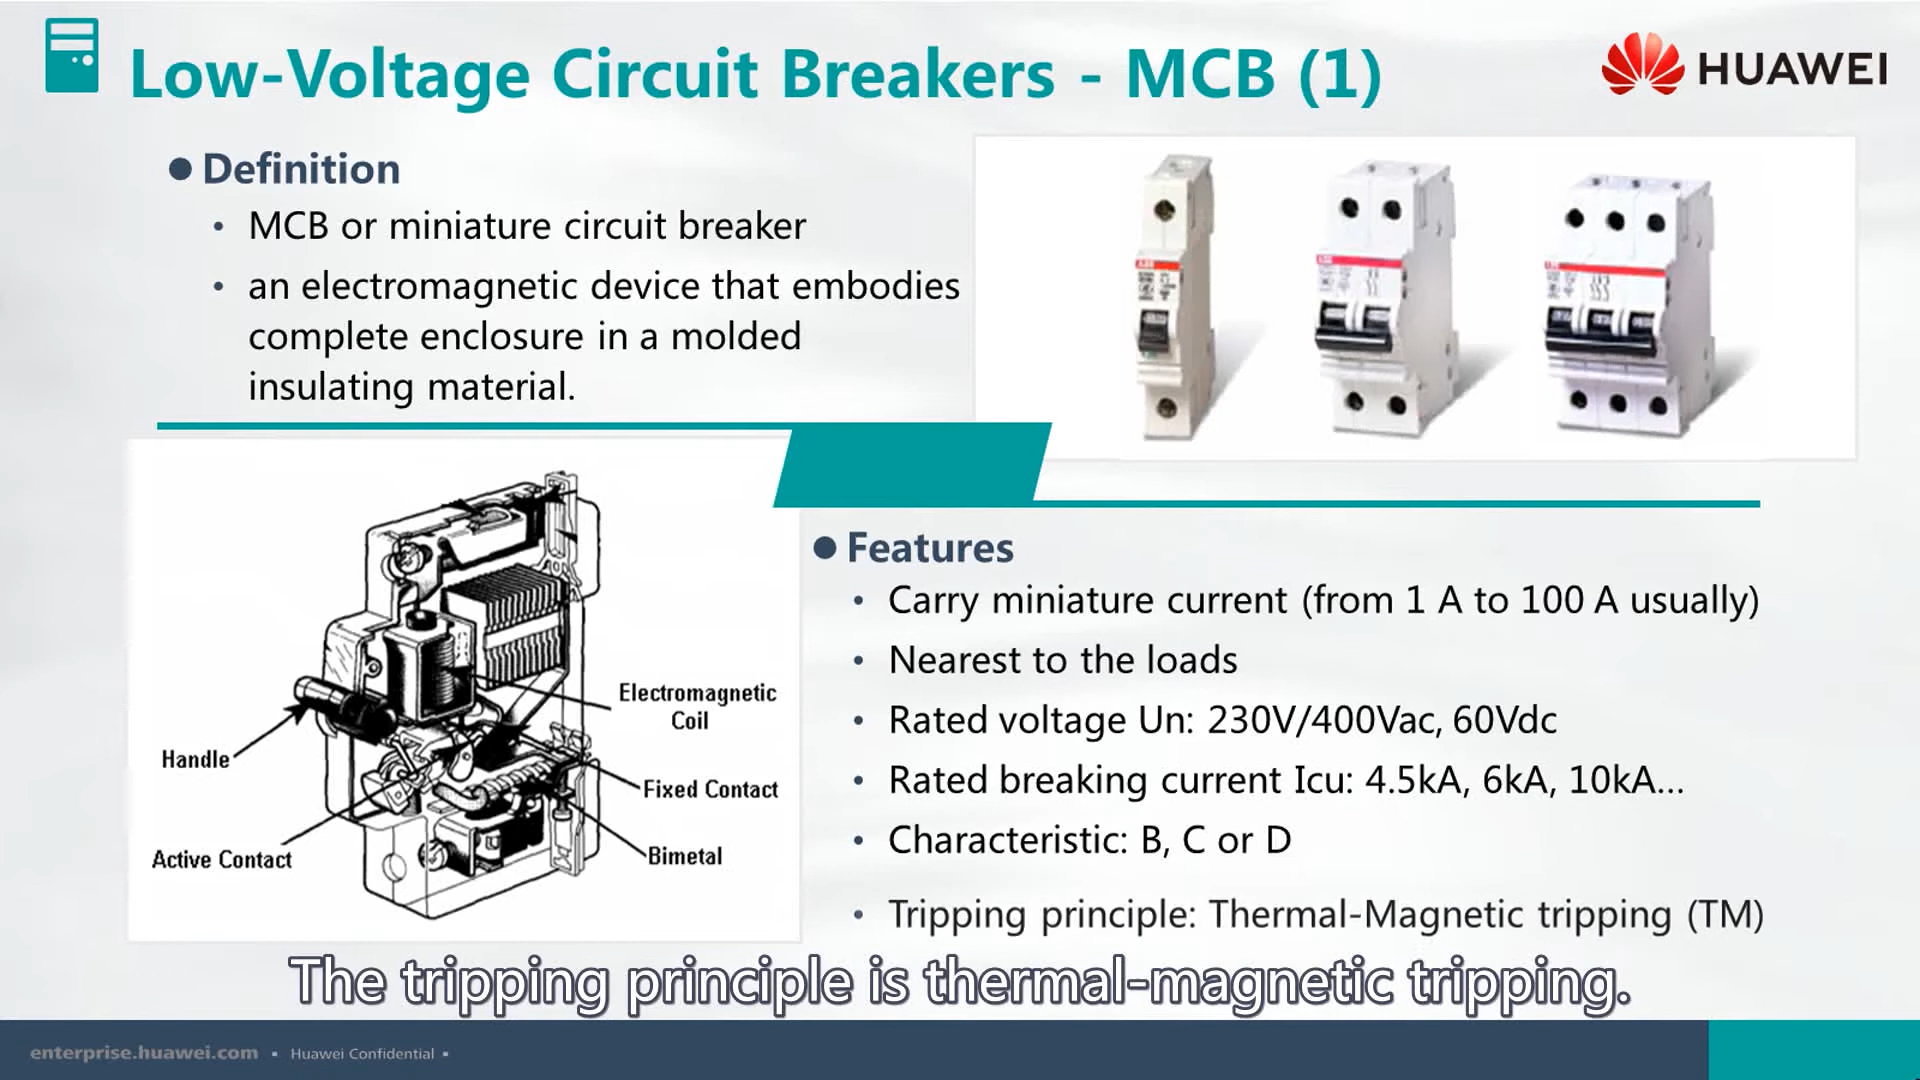 Low-Voltage Circuit Breakers - MCB (1)
HUAWEI
Definition
MCB or miniature circuit breaker
an electromagnetic device that embodies
complete enclosure in a molded
insulating material.
ABB
Handle
Active Contact
Electromagnetic
Coil
Fixed Contact
Bimetal
Features
Carry miniature current (from 1 A to 100 A usually)
Nearest to the loads
Rated voltage Un: 230V/400Vac, 60Vdc
Rated breaking current Icu: 4.5kA, 6kA, 10kA...
Characteristic: B, C or D
Tripping principle: Thermal-Magnetic tripping (TM)
The tripping principle is thermal-magnetic tripping.
enterprise.huawei.com ▪ Huawei Confidential ▪